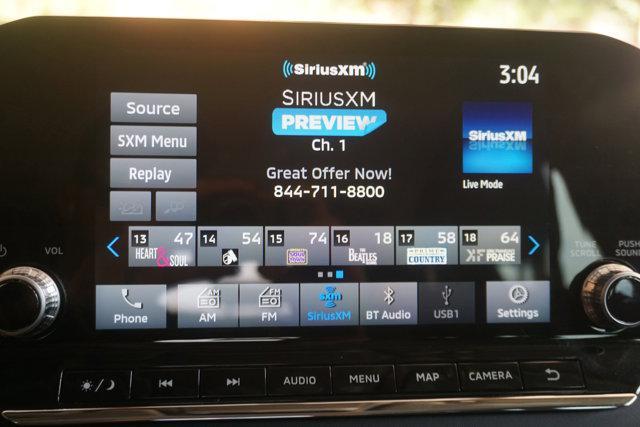 SiriusXM
3:04
Source
SXM Menu
Replay
SIRIUSXM
PREVIEW
Ch. 1
Great Offer Now!
844-711-8800
SiriusXM
Live Mode
13 47 HEART & SOUL
14 54
15 74
16 18 THE BEATLES
17 58 PRIME COUNTRY
18 64 PRAISE
Phone
AM AM
FM FM
sxm SiriusXM
BT Audio
USB1
Settings
VOL
TUNE
SCROLL
PUSH
SOUND
AUDIO
MENU
MAP
CAMERA